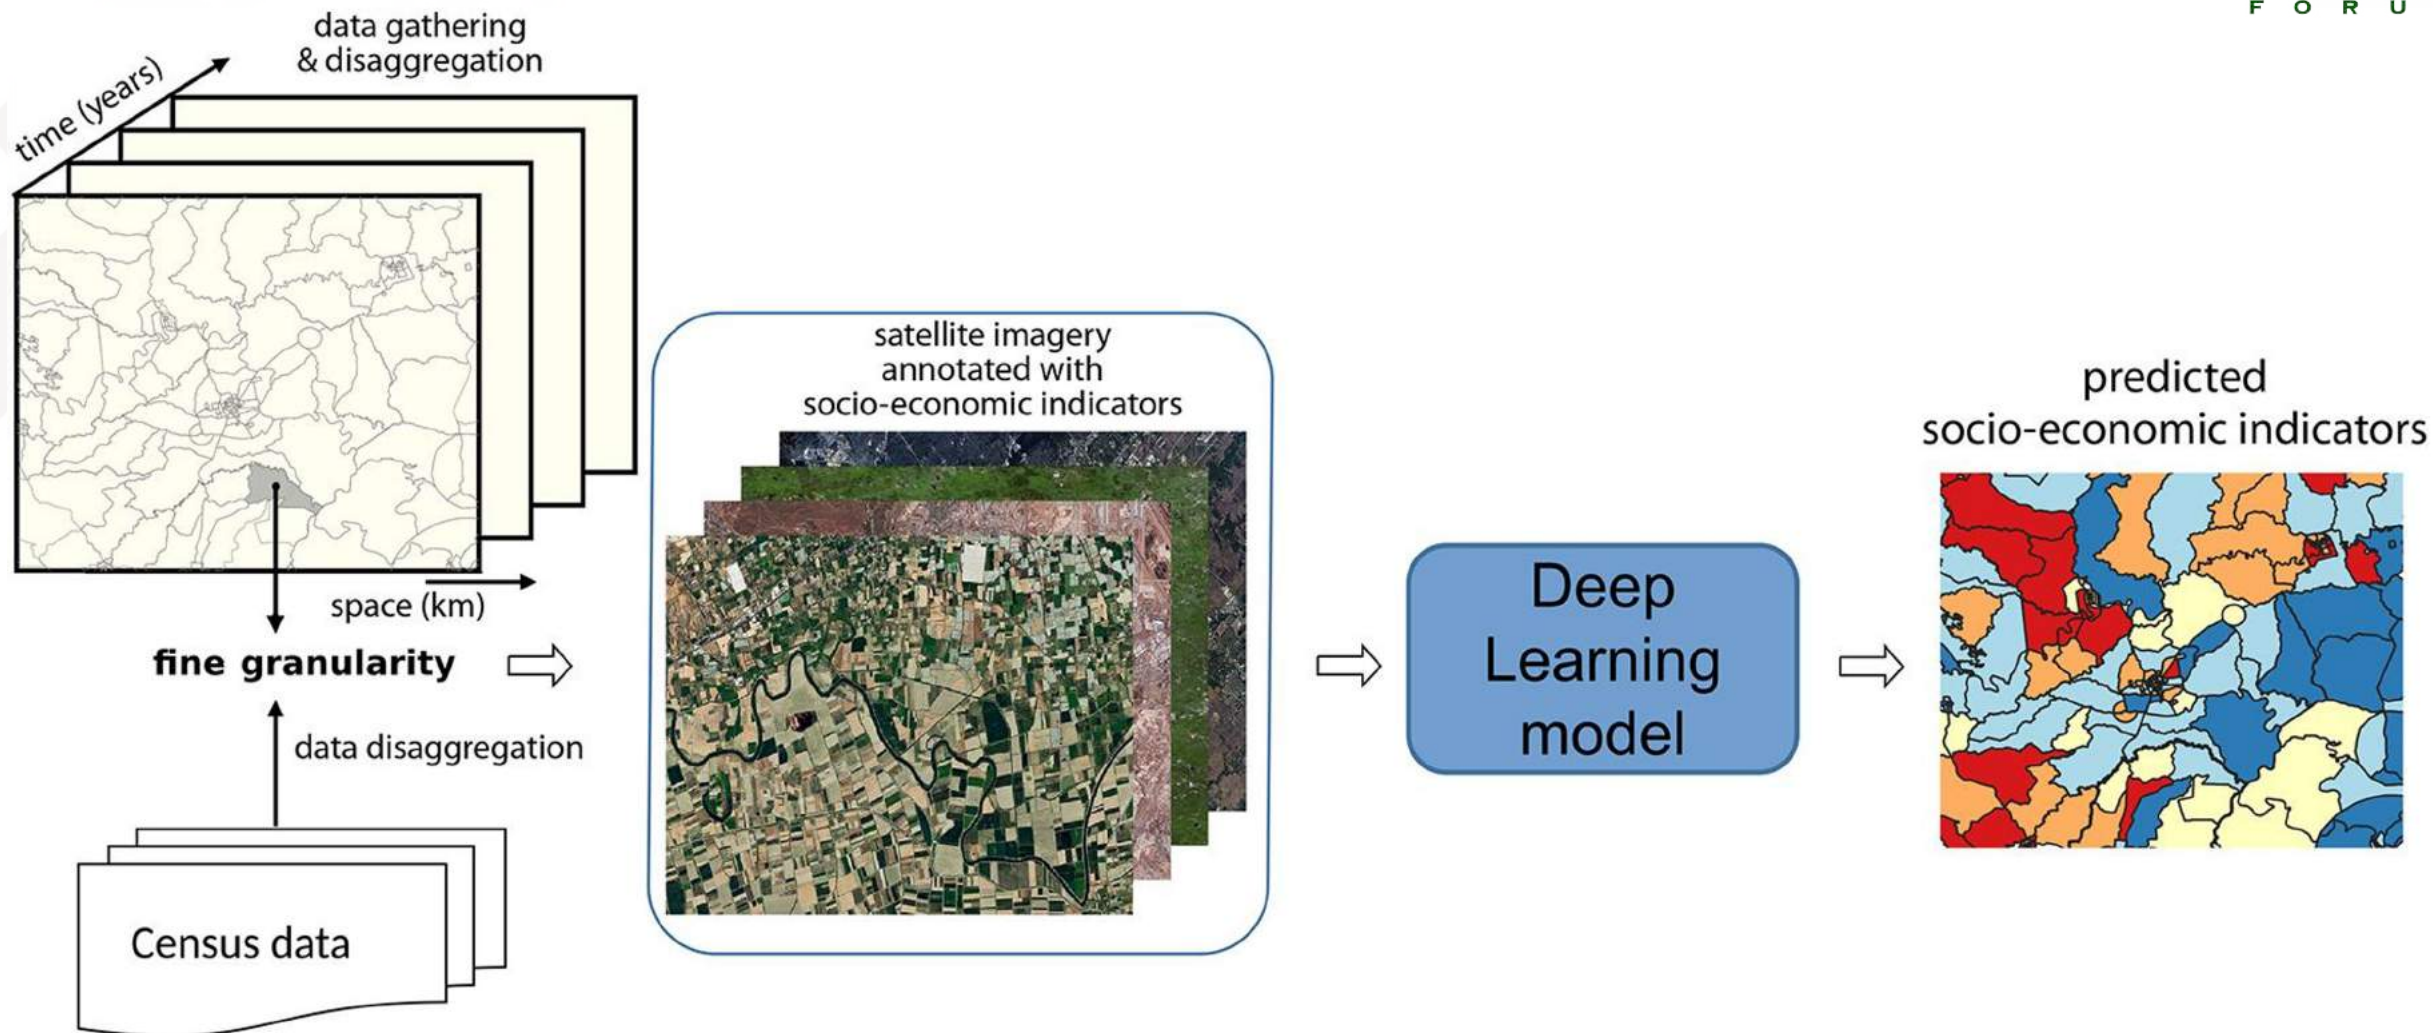 F O R U
data gathering
& disaggregation
time (years)
space (km)
fine granularity
data disaggregation
Census data
satellite imagery
annotated with
socio-economic indicators
Deep
Learning
model
predicted
socio-economic indicators